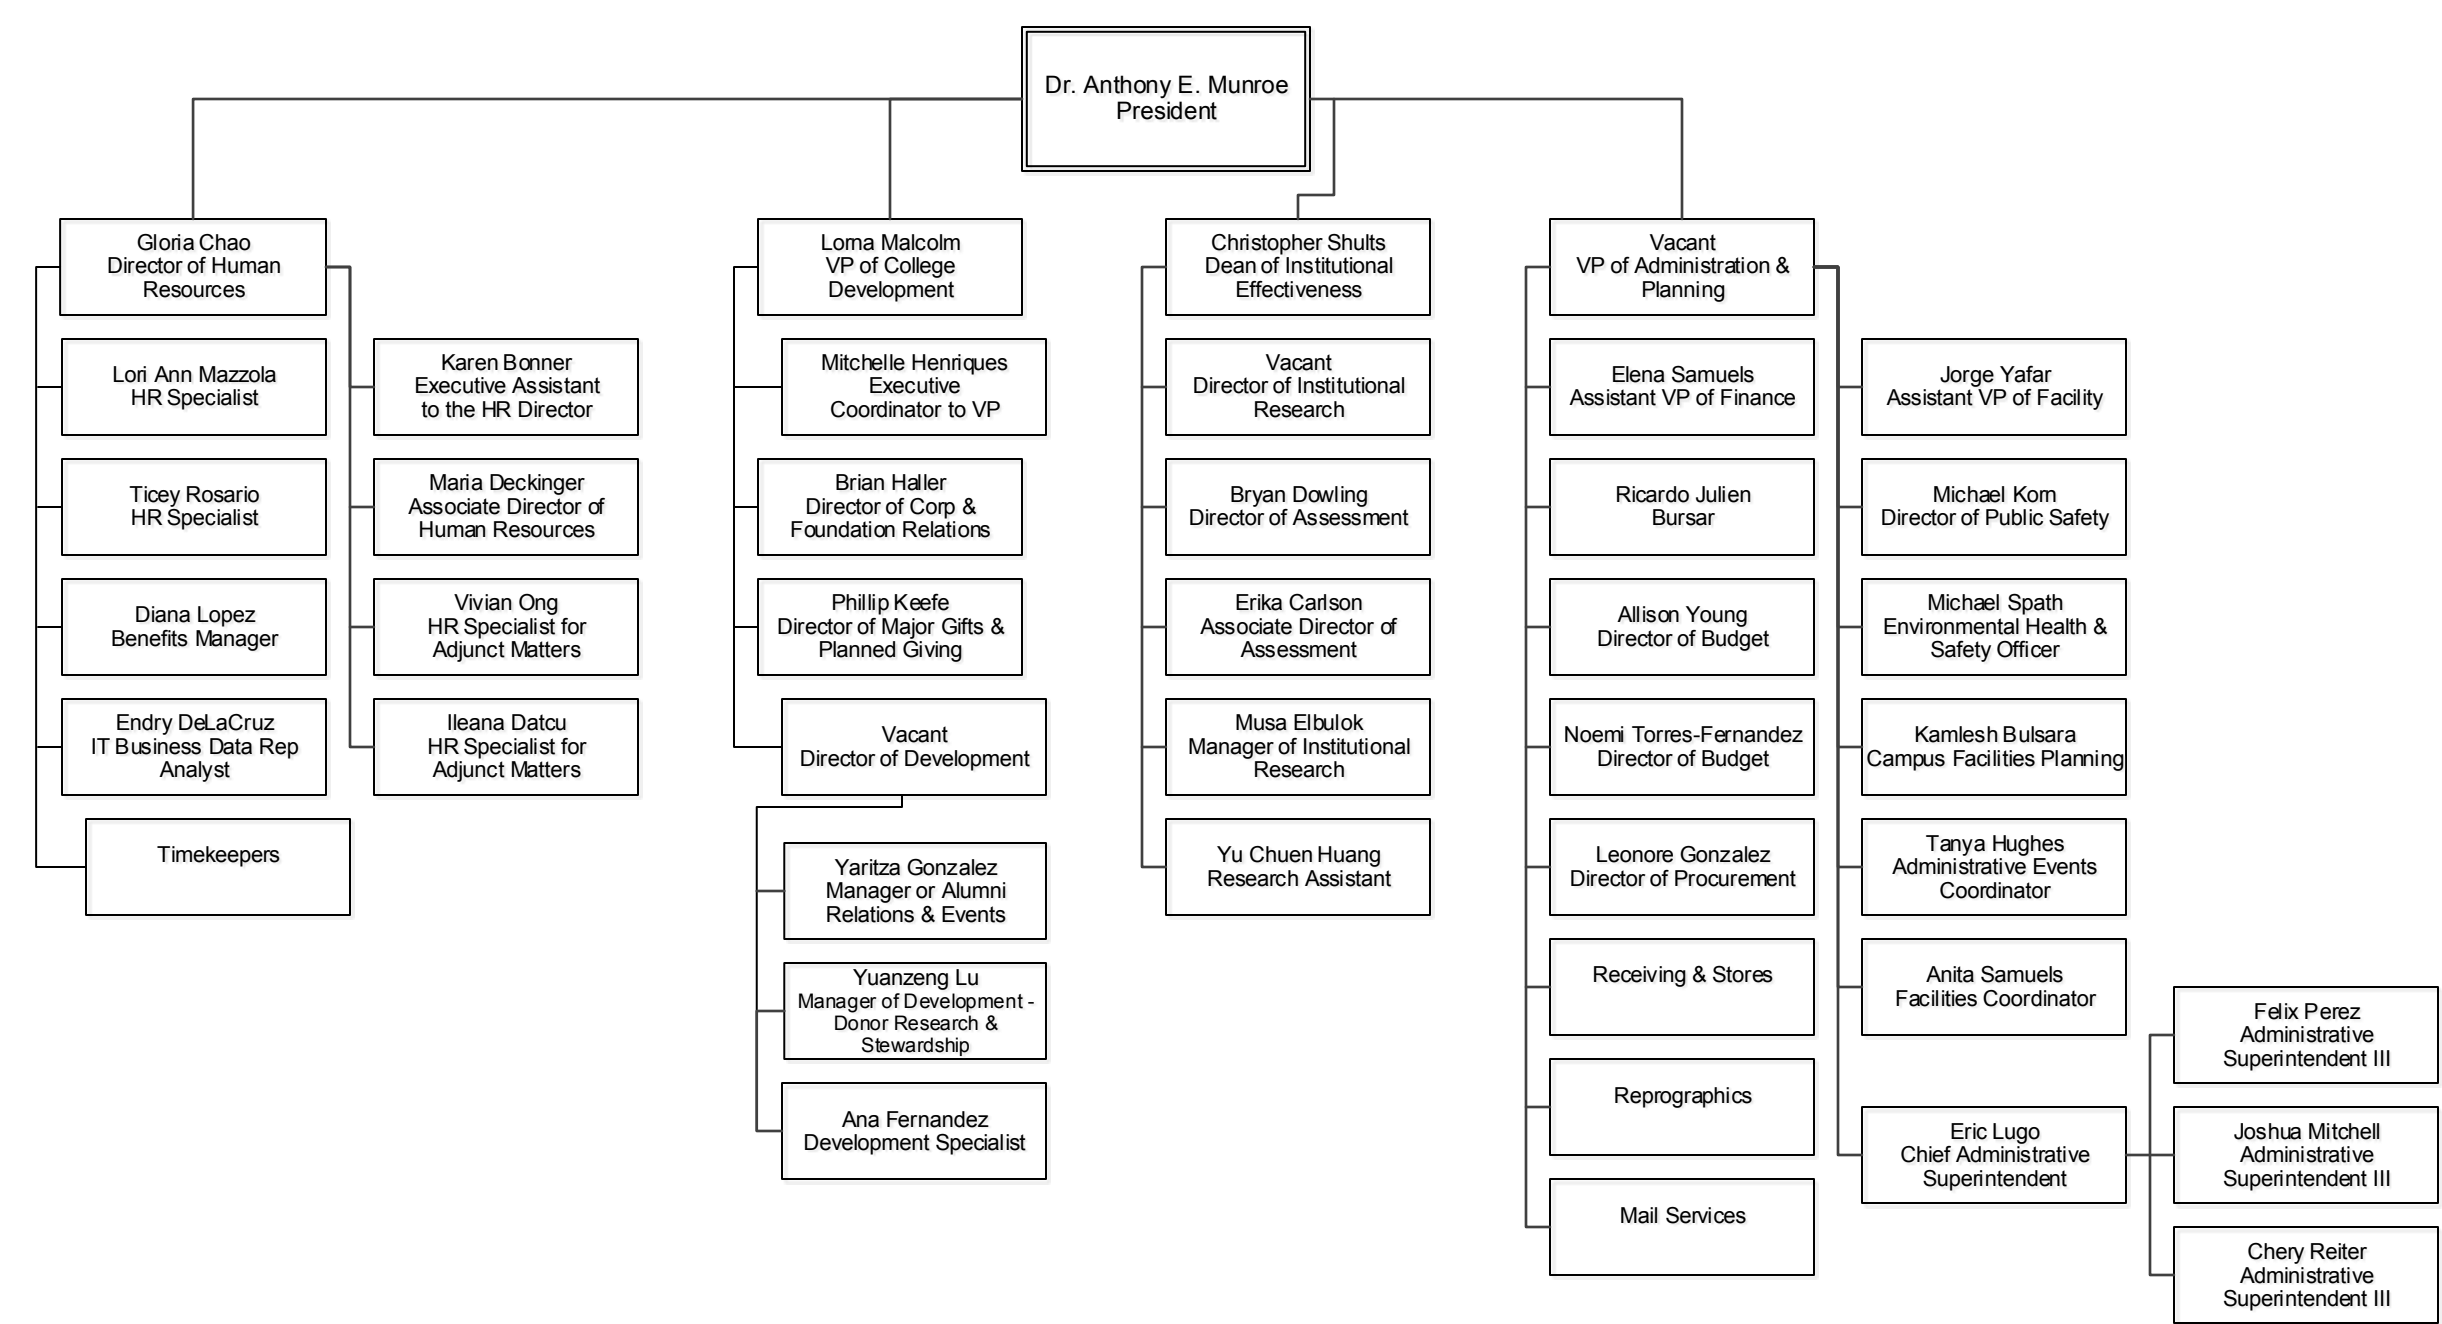 Dr. Anthony E. Munroe
President
Gloria Chao
Director of Human
Resources
Lori Ann Mazzola
HR Specialist
Ticey Rosario
HR Specialist
Diana Lopez
Benefits Manager
Endry DeLaCruz
IT Business Data Rep
Analyst
Timekeepers
Karen Bonner
Executive Assistant
to the HR Director
Maria Deckinger
Associate Director of
Human Resources
Vivian Ong
HR Specialist for
Adjunct Matters
Ileana Datcu
HR Specialist for
Adjunct Matters
Lorna Malcolm
VP of College
Development
Mitchelle Henriques
Executive
Coordinator to VP
Brian Haller
Director of Corp &
Foundation Relations
Phillip Keefe
Director of Major Gifts &
Planned Giving
Vacant
Director of Development
Yaritza Gonzalez
Manager or Alumni
Relations & Events
Yuanzeng Lu
Manager of Development -
Donor Research &
Stewardship
Ana Fernandez
Development Specialist
Christopher Shults
Dean of Institutional
Effectiveness
Vacant
Director of Institutional
Research
Bryan Dowling
Director of Assessment
Erika Carlson
Associate Director of
Assessment
Musa Elbulok
Manager of Institutional
Research
Yu Chuen Huang
Research Assistant
Vacant
VP of Administration &
Planning
Elena Samuels
Assistant VP of Finance
Ricardo Julien
Bursar
Allison Young
Director of Budget
Noemi Torres-Fernandez
Director of Budget
Leonore Gonzalez
Director of Procurement
Receiving & Stores
Reprographics
Mail Services
Jorge Yafar
Assistant VP of Facility
Michael Korn
Director of Public Safety
Michael Spath
Environmental Health &
Safety Officer
Kamlesh Bulsara
Campus Facilities Planning
Tanya Hughes
Administrative Events
Coordinator
Anita Samuels
Facilities Coordinator
Eric Lugo
Chief Administrative
Superintendent
Felix Perez
Administrative
Superintendent III
Joshua Mitchell
Administrative
Superintendent III
Chery Reiter
Administrative
Superintendent III